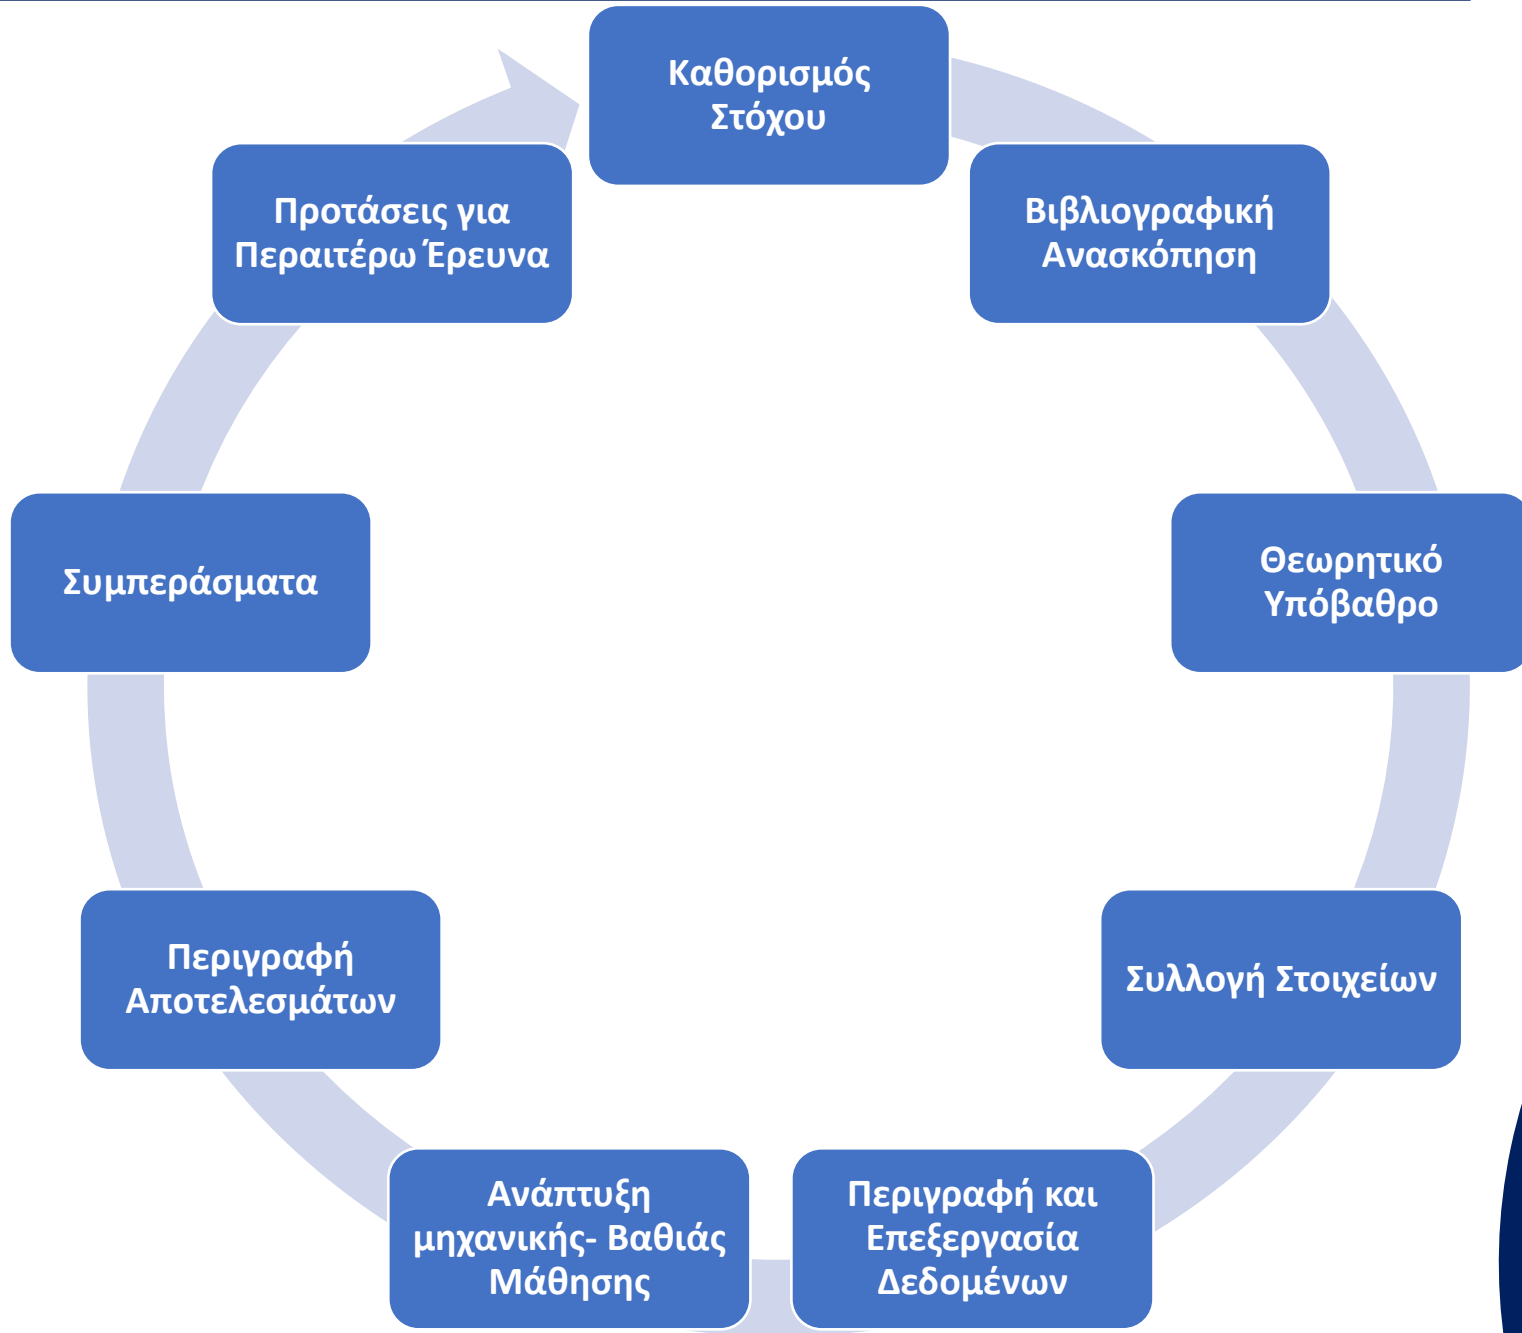 Καθορισμός
Στόχου
Βιβλιογραφική
Ανασκόπηση
Θεωρητικό
Υπόβαθρο
Συλλογή Στοιχείων
Περιγραφή και
Επεξεργασία
Δεδομένων
Ανάπτυξη
μηχανικής- Βαθιάς
Μάθησης
Περιγραφή
Αποτελεσμάτων
Συμπεράσματα
Προτάσεις για
Περαιτέρω Έρευνα